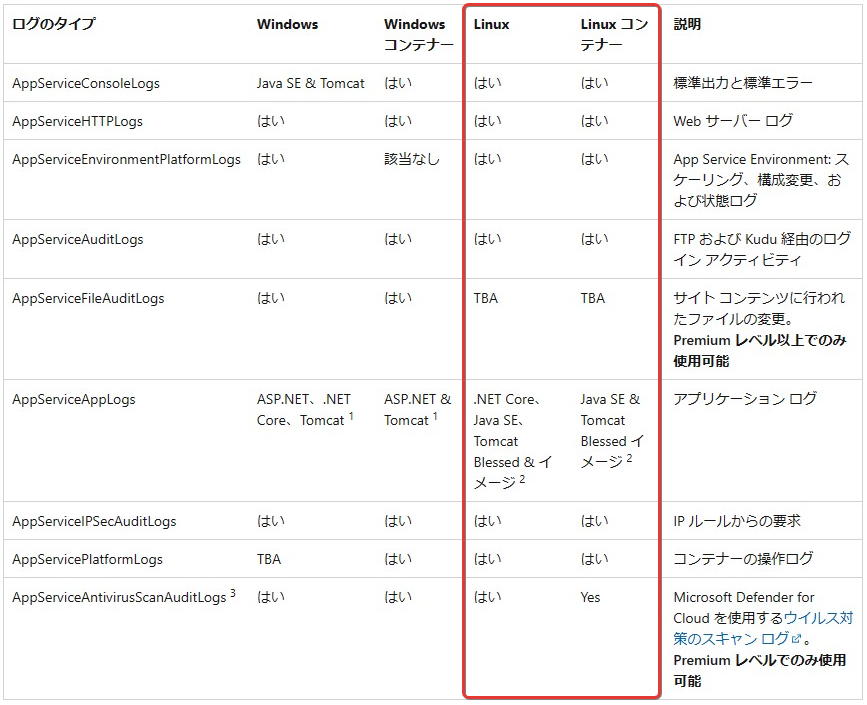 ログのタイプ
Windows
Windows
コンテナー
Linux
Linux コン
テナー
説明
AppServiceConsoleLogs
Java SE & Tomcat
はい
はい
はい
標準出力と標準エラー
AppServiceHTTPLogs
はい
はい
はい
はい
Web サーバー ログ
AppServiceEnvironmentPlatformLogs
はい
該当なし
はい
はい
App Service Environment: ス
ケーリング、構成変更、お
よび状態ログ
AppServiceAuditLogs
はい
はい
はい
はい
FTP および Kudu 経由のログ
イン アクティビティ
AppServiceFileAuditLogs
はい
はい
TBA
TBA
サイト コンテンツに行われ
たファイルの変更。
Premium レベル以上でのみ
使用可能
AppServiceAppLogs
ASP.NET、.NET
Core、Tomcat 1
ASP.NET &
Tomcat 1
.NET Core、
Java SE、
Tomcat
Blessed & イ
メージ 2
Java SE &
Tomcat
Blessed イ
メージ 2
アプリケーション ログ
AppServiceIPSecAuditLogs
はい
はい
はい
はい
IP ルールからの要求
AppServicePlatformLogs
TBA
はい
はい
はい
コンテナーの操作ログ
AppServiceAntivirusScanAuditLogs 3
はい
はい
はい
Yes
Microsoft Defender for
Cloud を使用するウイルス対
策のスキャン ログ。
Premium レベルでのみ使用
可能